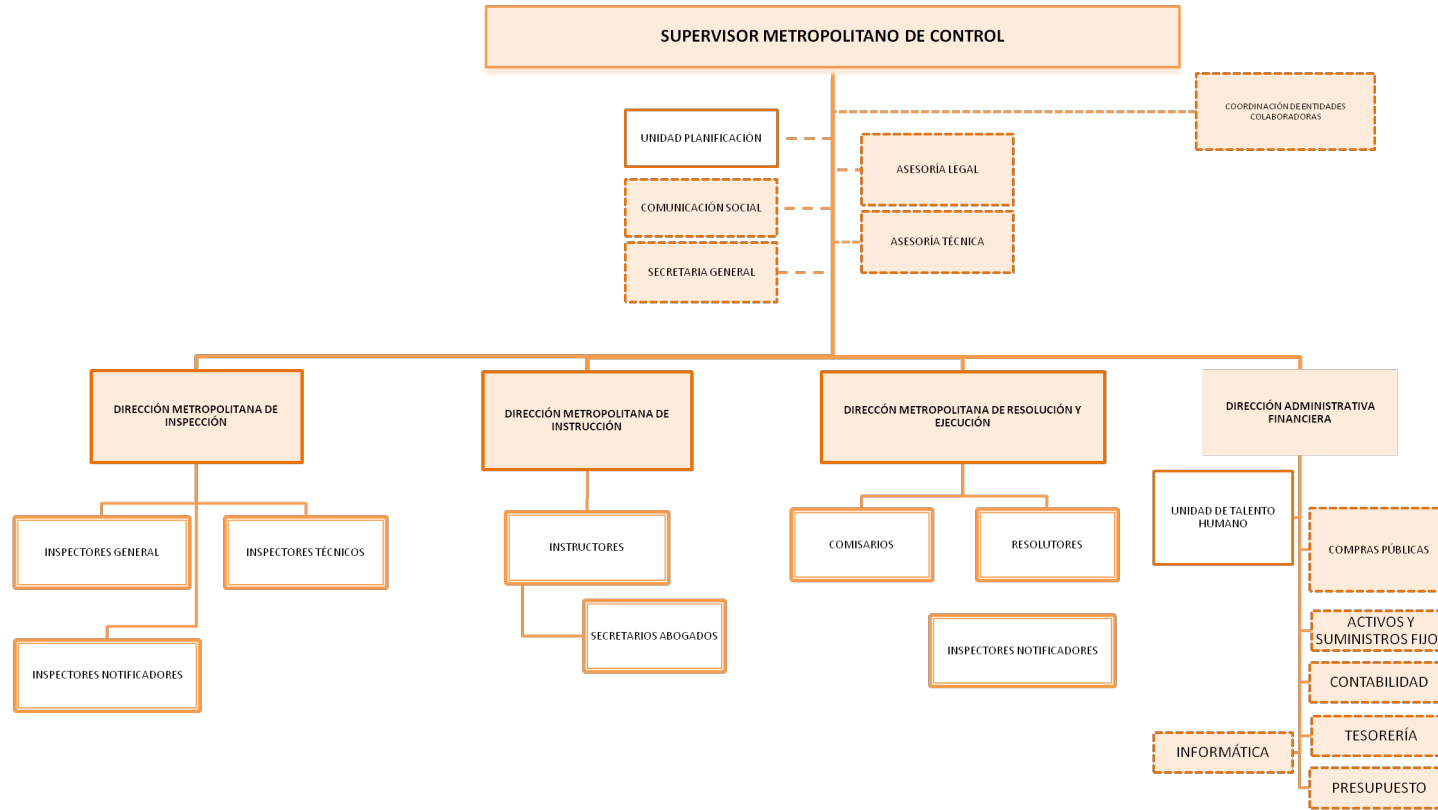 SUPERVISOR METROPOLITANO DE CONTROL
COORDINACIÓN DE ENTIDADES
COLABORADORAS
UNIDAD PLANIFICACIÓN
ASESORÍA LEGAL
COMUNICACIÓN SOCIAL
ASESORÍA TÉCNICA
SECRETARIA GENERAL
DIRECCIÓN METROPOLITANA DE
INSPECCIÓN
DIRECCIÓN METROPOLITANA DE
INSTRUCCIÓN
DIRECCÓN METROPOLITANA DE RESOLUCIÓN Y
EJECUCIÓN
DIRECCIÓN ADMINISTRATIVA
FINANCIERA
INSPECTORES GENERAL
INSPECTORES TÉCNICOS
INSPECTORES NOTIFICADORES
INSTRUCTORES
SECRETARIOS ABOGADOS
COMISARIOS
RESOLUTORES
INSPECTORES NOTIFICADORES
UNIDAD DE TALENTO
HUMANO
COMPRAS PÚBLICAS
ACTIVOS Y
SUMINISTROS FIJO
CONTABILIDAD
TESORERÍA
INFORMÁTICA
PRESUPUESTO